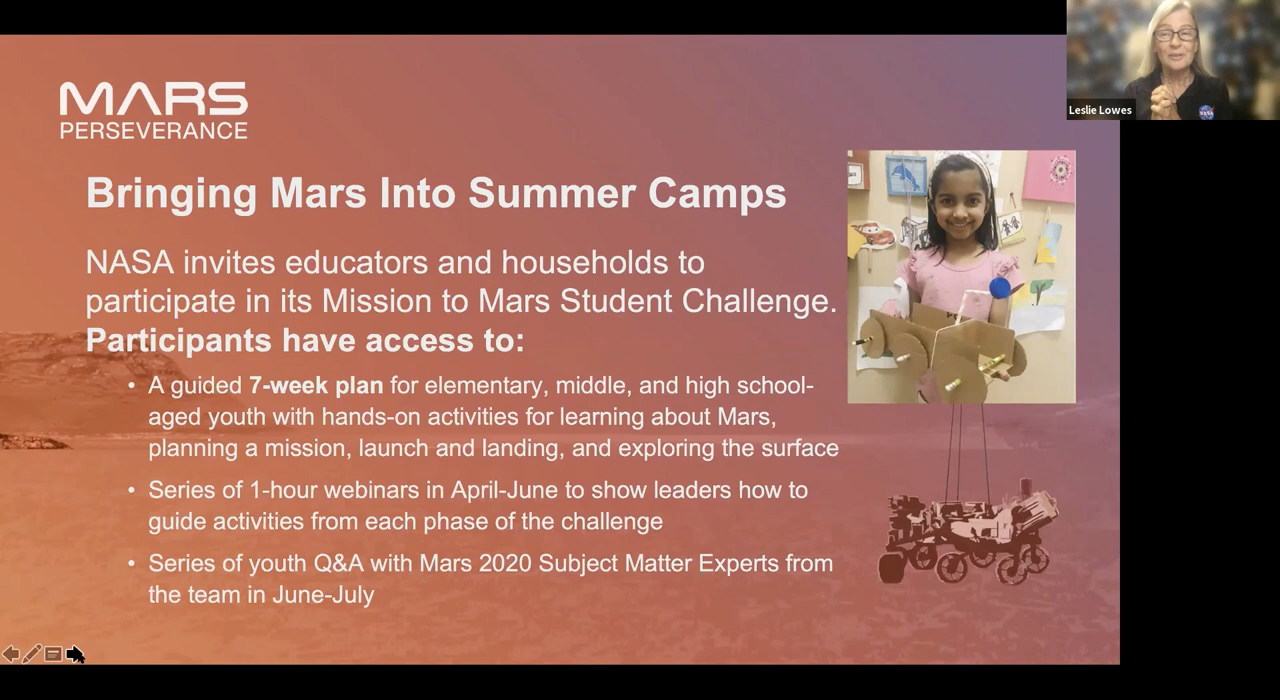 MARS
PERSEVERANCE
Leslie Lowes
Bringing Mars Into Summer Camps
NASA invites educators and households to
participate in its Mission to Mars Student Challenge.
Participants have access to:
• A guided 7-week plan for elementary, middle, and high school-
aged youth with hands-on activities for learning about Mars,
planning a mission, launch and landing, and exploring the surface
• Series of 1-hour webinars in April-June to show leaders how to
guide activities from each phase of the challenge
• Series of youth Q&A with Mars 2020 Subject Matter Experts from
the team in June-July
NASA